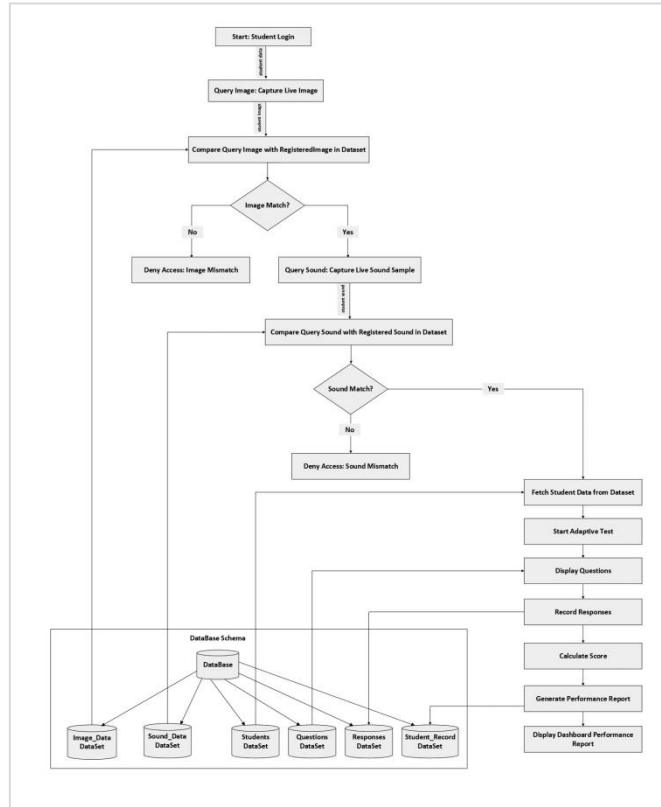 Start: Student Login
student data
Query Image: Capture Live Image
student image
Compare Query Image with RegisteredImage in Dataset
Image Match?
No
Yes
Deny Access: Image Mismatch
Query Sound: Capture Live Sound Sample
student sound
Compare Query Sound with Registered Sound in Dataset
Sound Match?
Yes
No
Deny Access: Sound Mismatch
Fetch Student Data from Dataset
Start Adaptive Test
Display Questions
Record Responses
DataBase Schema
Calculate Score
DataBase
Generate Performance Report
Image_Data
DataSet
Sound_Data
DataSet
Students
DataSet
Questions
DataSet
Responses
DataSet
Student_Record
DataSet
Display Dashboard Performance
Report